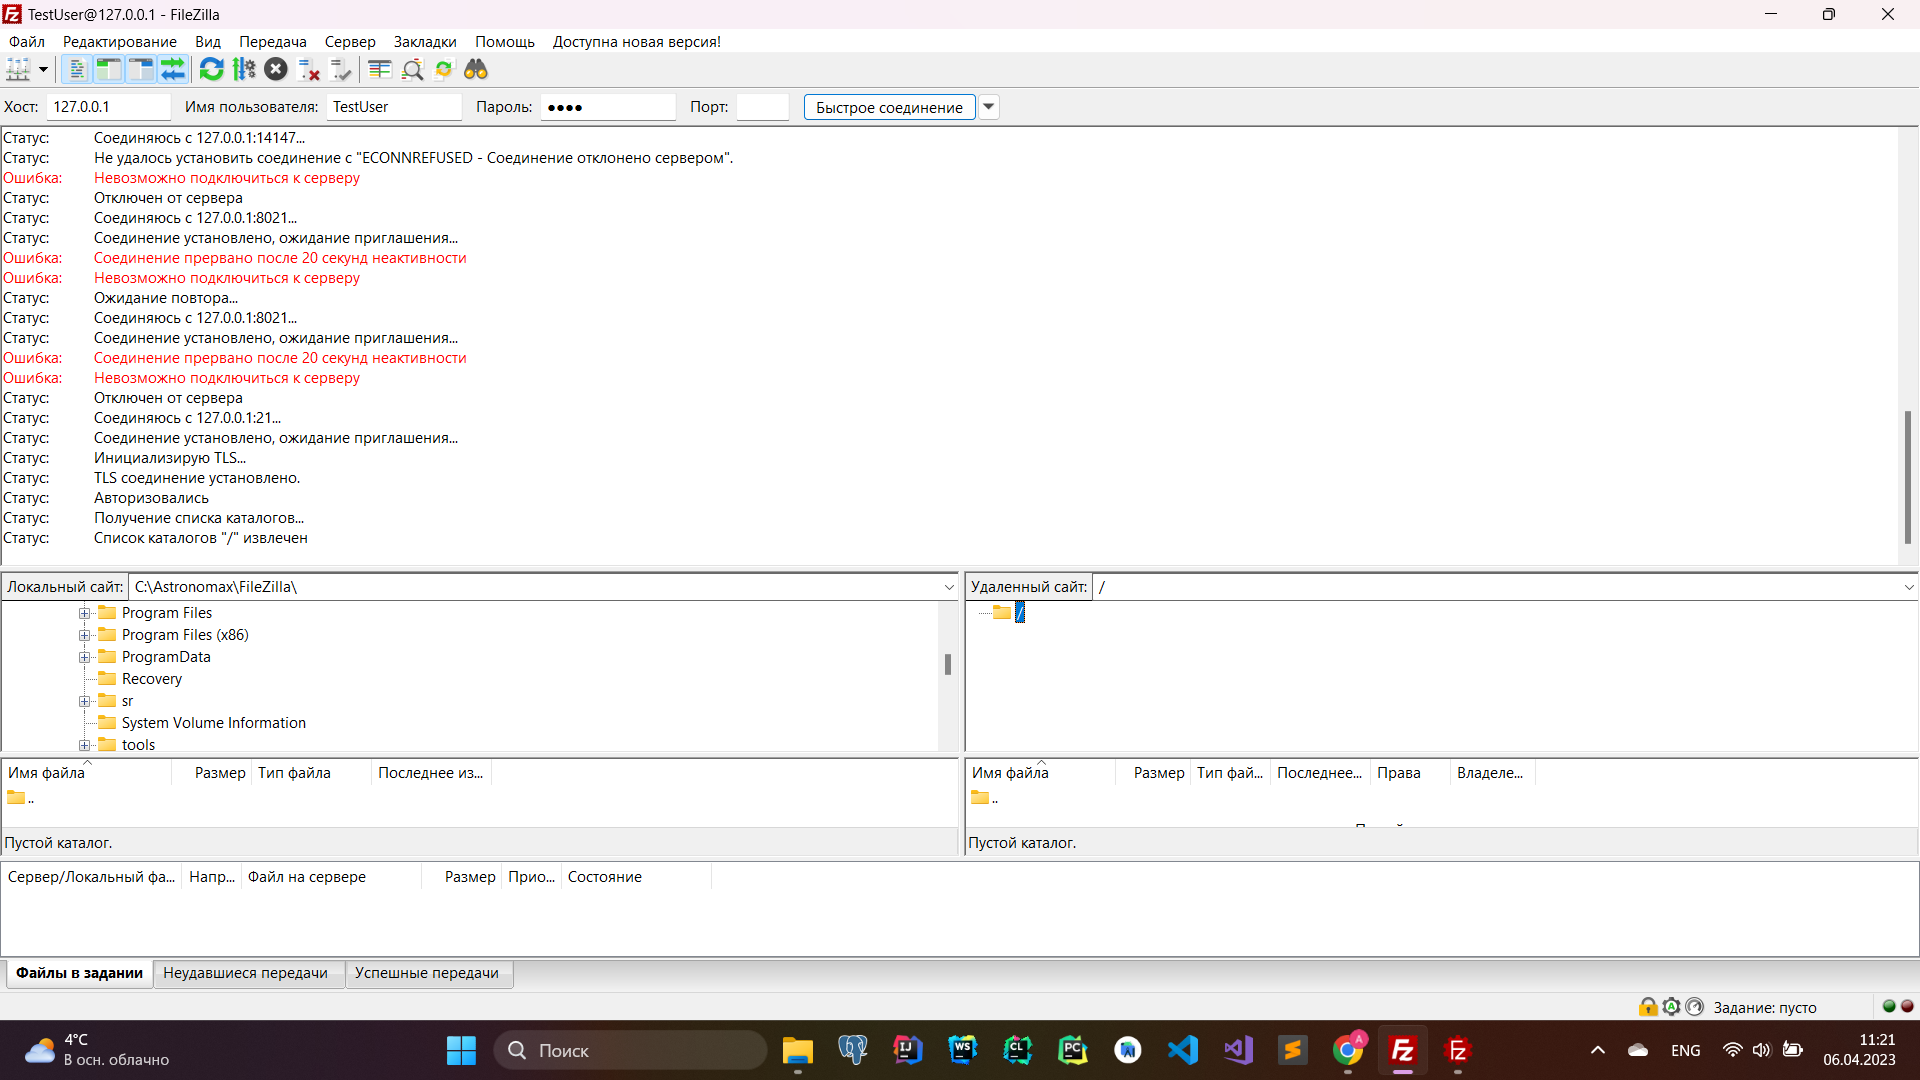 TestUser@127.0.0.1 - FileZilla
Файл Редактирование Вид Передача Сервер Закладки Помощь Доступна новая версия!
Хост: 127.0.0.1 Имя пользователя: TestUser Пароль: ●●●● Порт: Быстрое соединение
Статус: Соединяюсь с 127.0.0.1:14147...
Статус: Не удалось установить соединение с "ECONNREFUSED - Соединение отклонено сервером".
Ошибка: Невозможно подключиться к серверу
Статус: Отключен от сервера
Статус: Соединяюсь с 127.0.0.1:8021...
Статус: Соединение установлено, ожидание приглашения...
Ошибка: Соединение прервано после 20 секунд неактивности
Ошибка: Невозможно подключиться к серверу
Статус: Ожидание повтора...
Статус: Соединяюсь с 127.0.0.1:8021...
Статус: Соединение установлено, ожидание приглашения...
Ошибка: Соединение прервано после 20 секунд неактивности
Ошибка: Невозможно подключиться к серверу
Статус: Отключен от сервера
Статус: Соединяюсь с 127.0.0.1:21...
Статус: Соединение установлено, ожидание приглашения...
Статус: Инициализирую TLS...
Статус: TLS соединение установлено.
Статус: Авторизовались
Статус: Получение списка каталогов...
Статус: Список каталогов "/" извлечен
Локальный сайт: C:\Astronomax\FileZilla\
Program Files
Program Files (x86)
ProgramData
Recovery
sr
System Volume Information
tools
Имя файла Размер Тип файла Последнее из...
..
Пустой каталог.
Удаленный сайт: /
/
Имя файла Размер Тип фай... Последнее... Права Владеле...
..
Пустой каталог.
Сервер/Локальный фа... Напр... Файл на сервере Размер Прио... Состояние
Файлы в задании Неудавшиеся передачи Успешные передачи
Задание: пусто
4°C
В осн. облачно
Поиск
ENG
11:21
06.04.2023